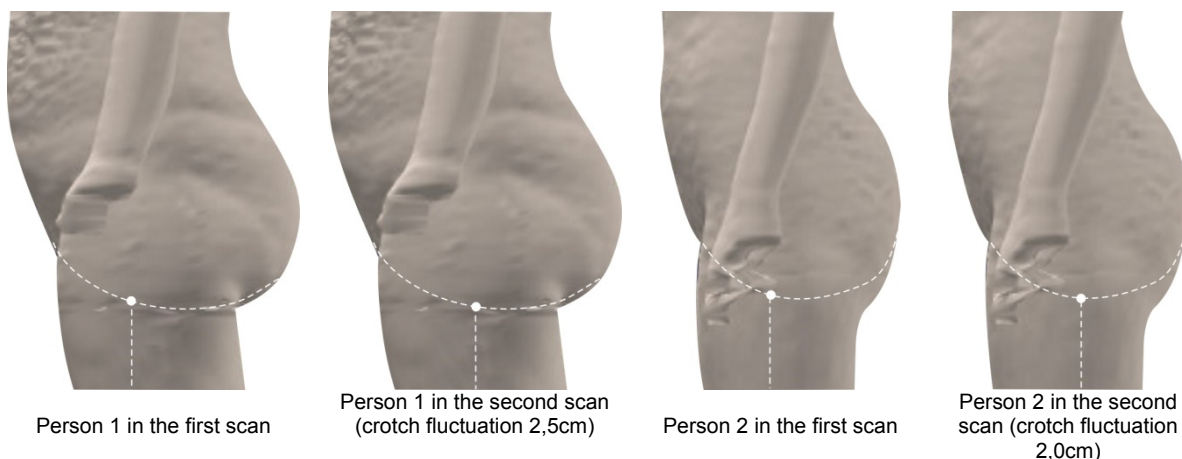 Person 1 in the first scan
Person 1 in the second scan
(crotch fluctuation 2,5cm)
Person 2 in the first scan
Person 2 in the second
scan (crotch fluctuation
2,0cm)